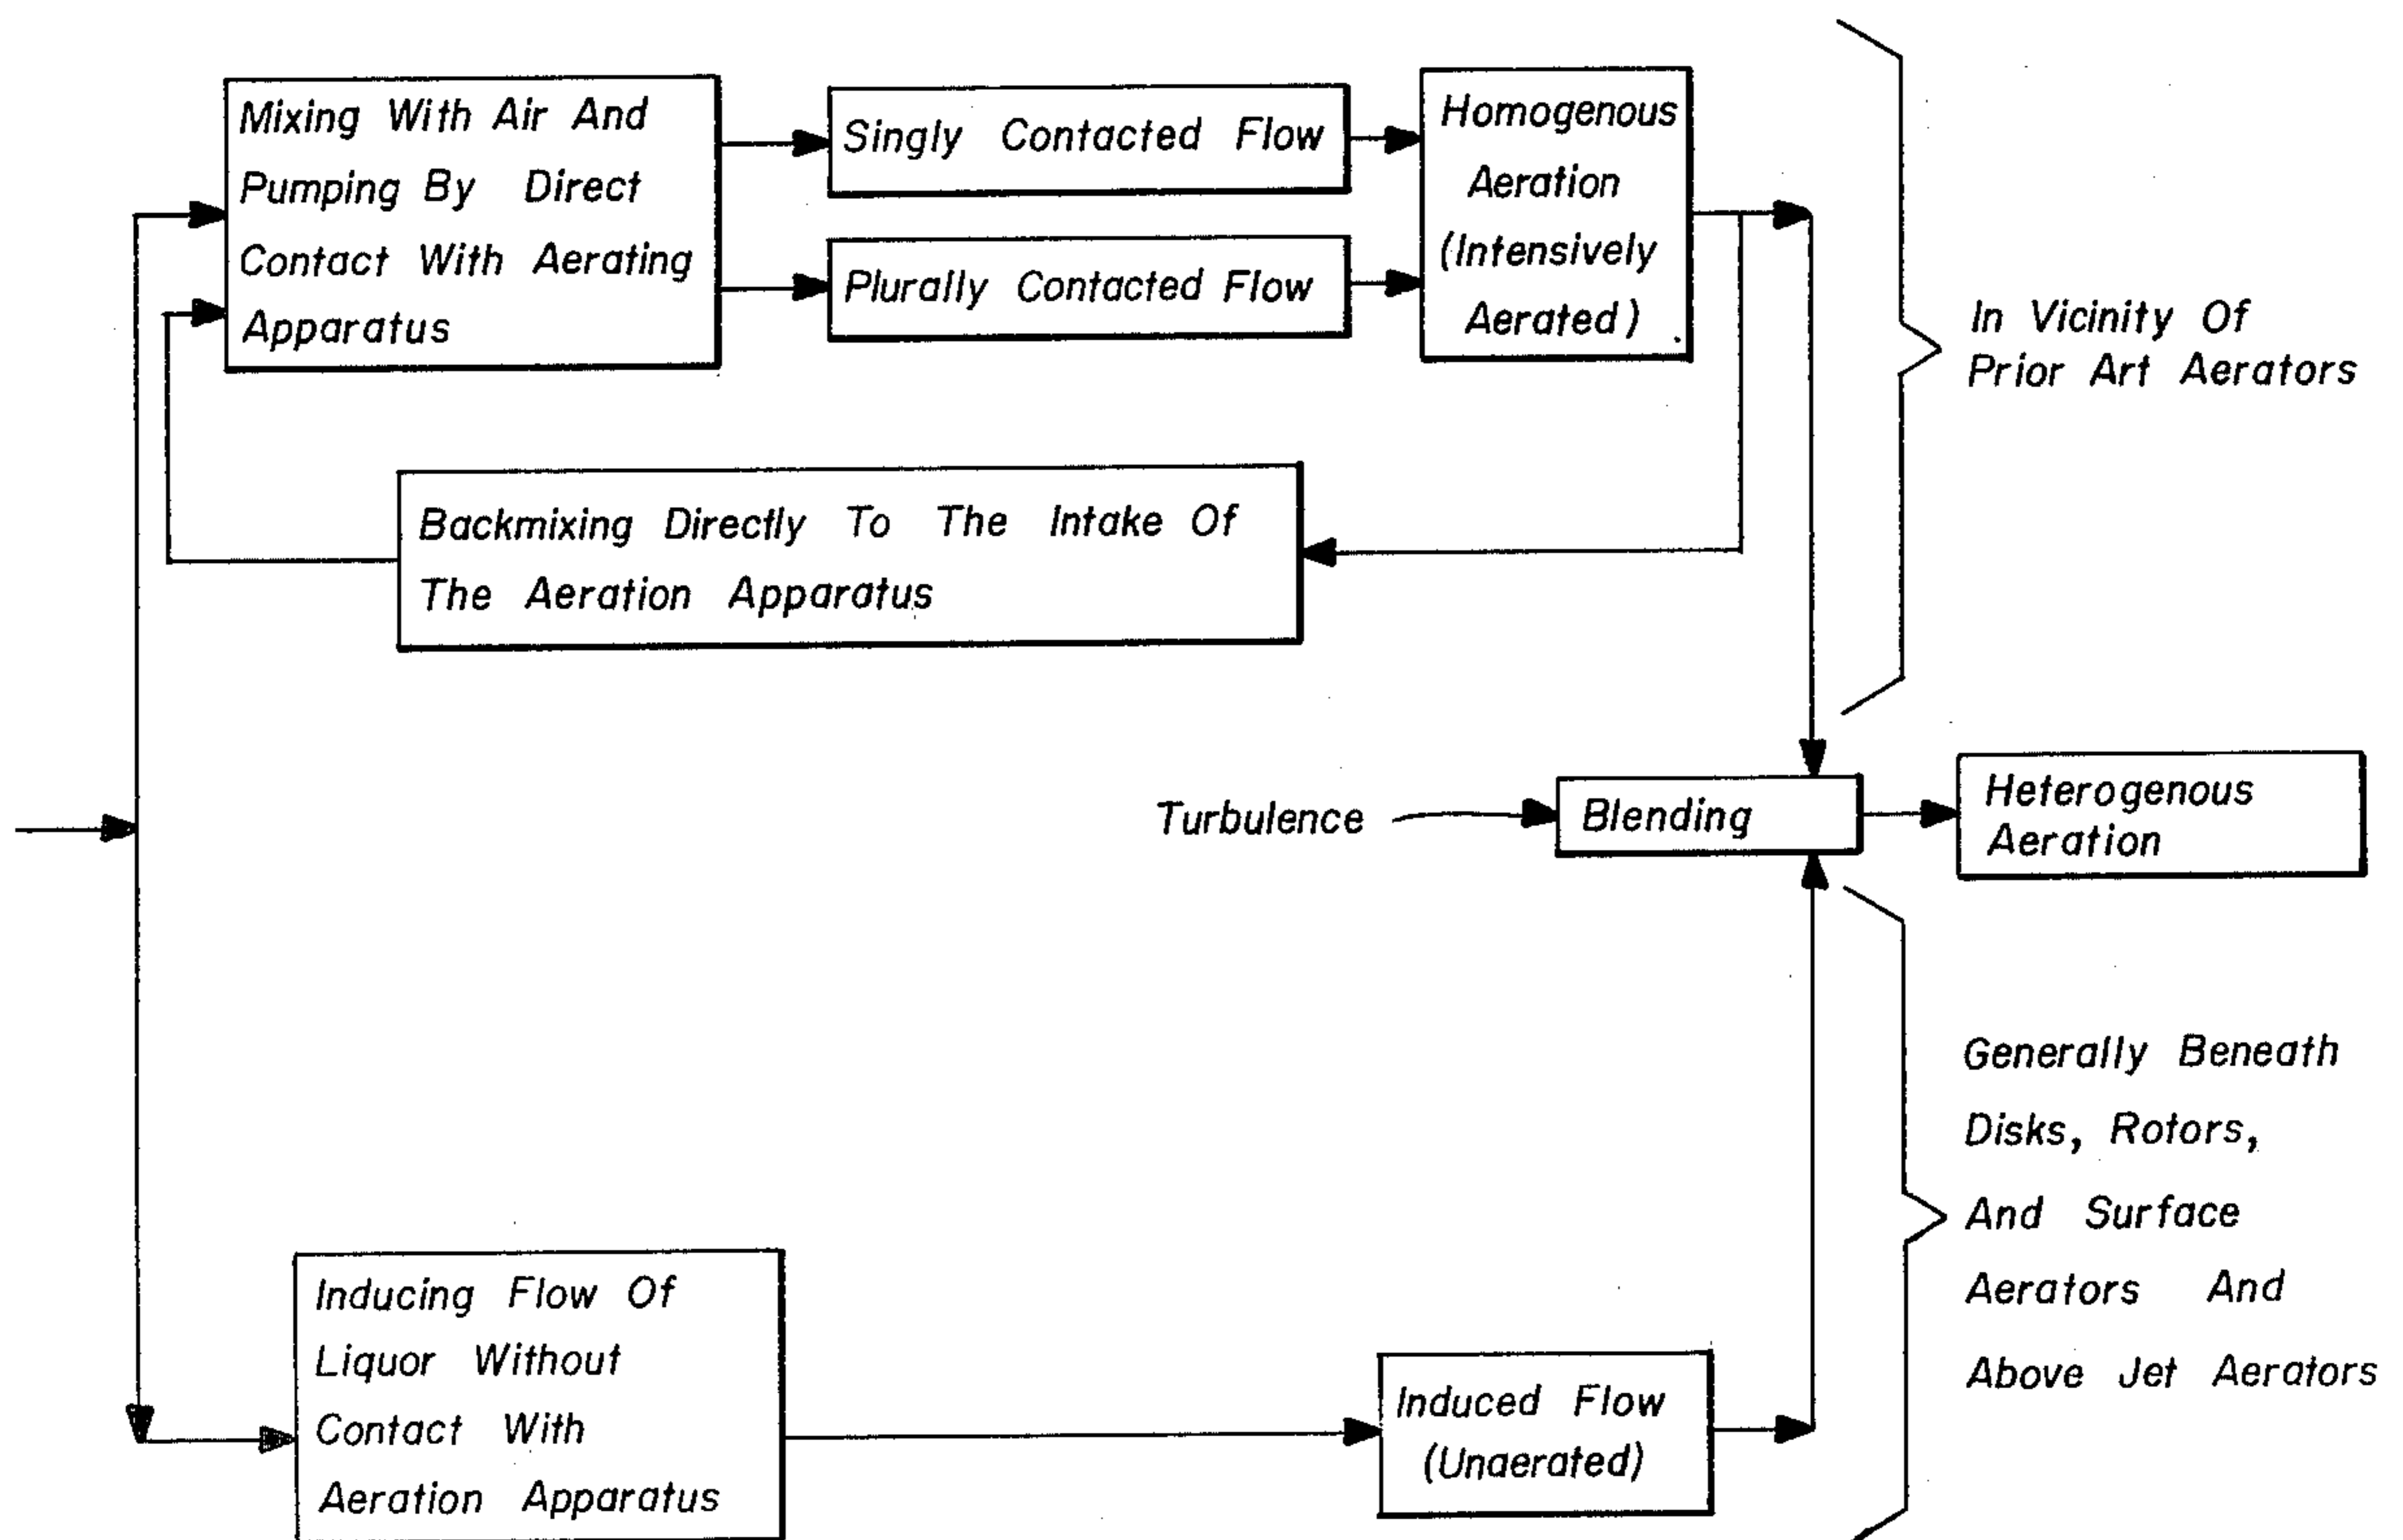 Mixing With Air And
Pumping By Direct
Contact With Aerating
Apparatus
Singly Contacted Flow
Plurally Contacted Flow
Homogenous
Aeration
(Intensively
Aerated)
In Vicinity Of
Prior Art Aerators
Backmixing Directly To The Intake Of
The Aeration Apparatus
Turbulence
Blending
Heterogenous
Aeration
Generally Beneath
Disks, Rotors,
And Surface
Aerators And
Above Jet Aerators
Inducing Flow Of
Liquor Without
Contact With
Aeration Apparatus
Induced Flow
(Unaerated)